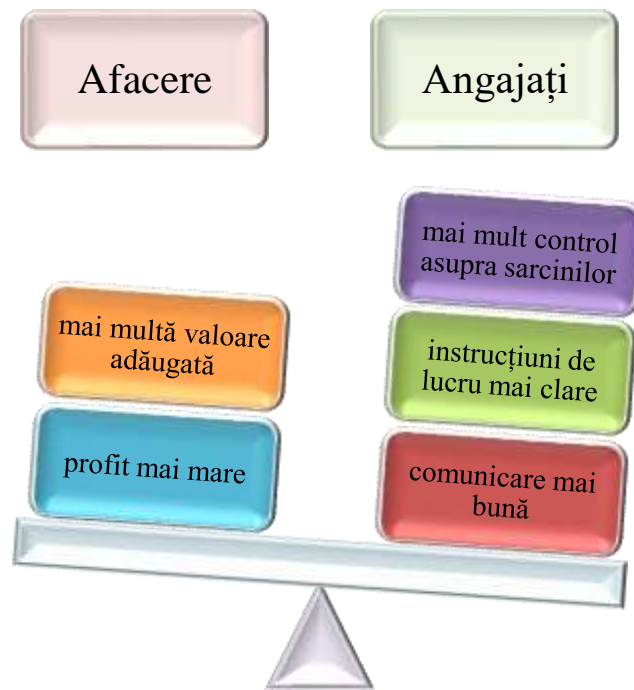 Afacere
Angajați
mai mult control
asupra sarcinilor
mai multă valoare
adăugată
instrucțiuni de
lucru mai clare
profit mai mare
comunicare mai
bună